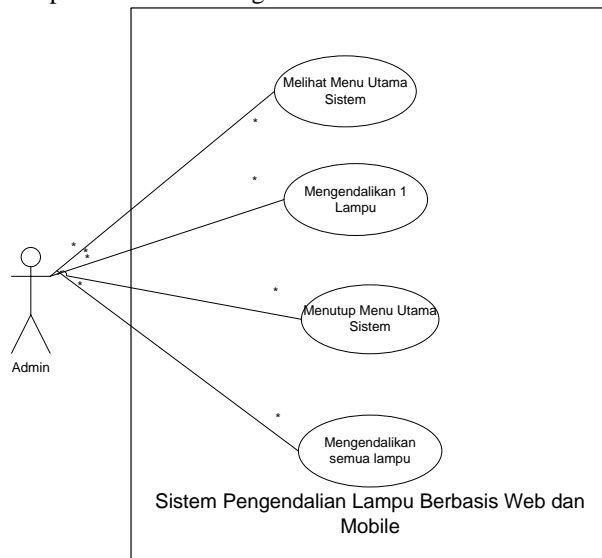 Melihat Menu Utama
Sistem
*
*
Mengendalikan 1
Lampu
*
*
*
*
*
Menutup Menu Utama
Sistem
Admin
*
Mengendalikan
semua lampu
Sistem Pengendalian Lampu Berbasis Web dan
Mobile